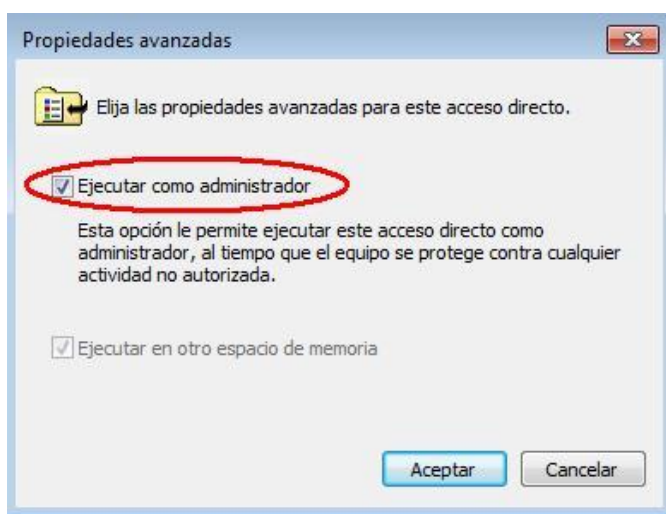 Propiedades avanzadas
Elija las propiedades avanzadas para este acceso directo.
Ejecutar como administrador
Esta opción le permite ejecutar este acceso directo como
administrador, al tiempo que el equipo se protege contra cualquier
actividad no autorizada.
Ejecutar en otro espacio de memoria
Aceptar Cancelar